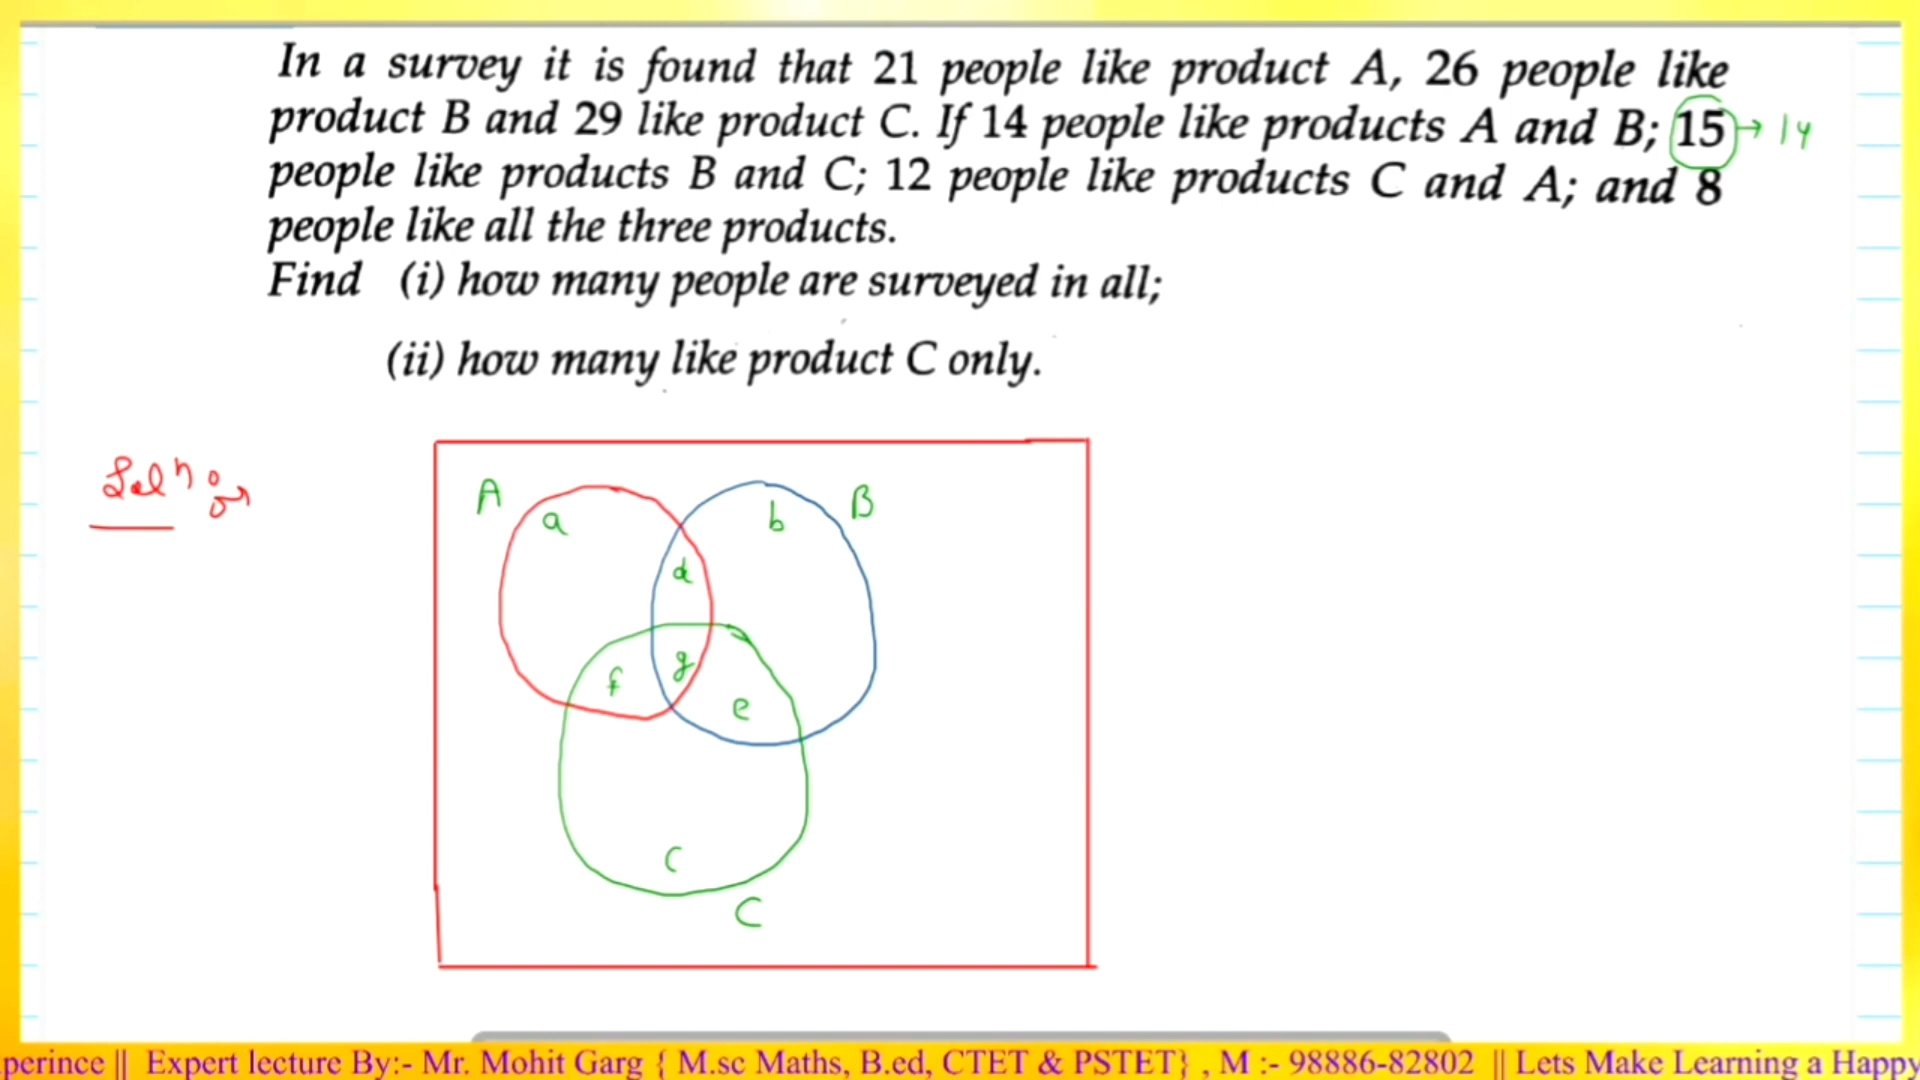 In a survey it is found that 21 people like product A, 26 people like
product B and 29 like product C. If 14 people like products A and B; 15 → 14
people like products B and C; 12 people like products C and A; and 8
people like all the three products.
Find (i) how many people are surveyed in all;
(ii) how many like product C only.
Solⁿ :-
A
a
b
B
d
f
g
e
C
C
perince || Expert lecture By:- Mr. Mohit Garg { M.sc Maths, B.ed, CTET & PSTET} , M :- 98886-82802 || Lets Make Learning a Happy